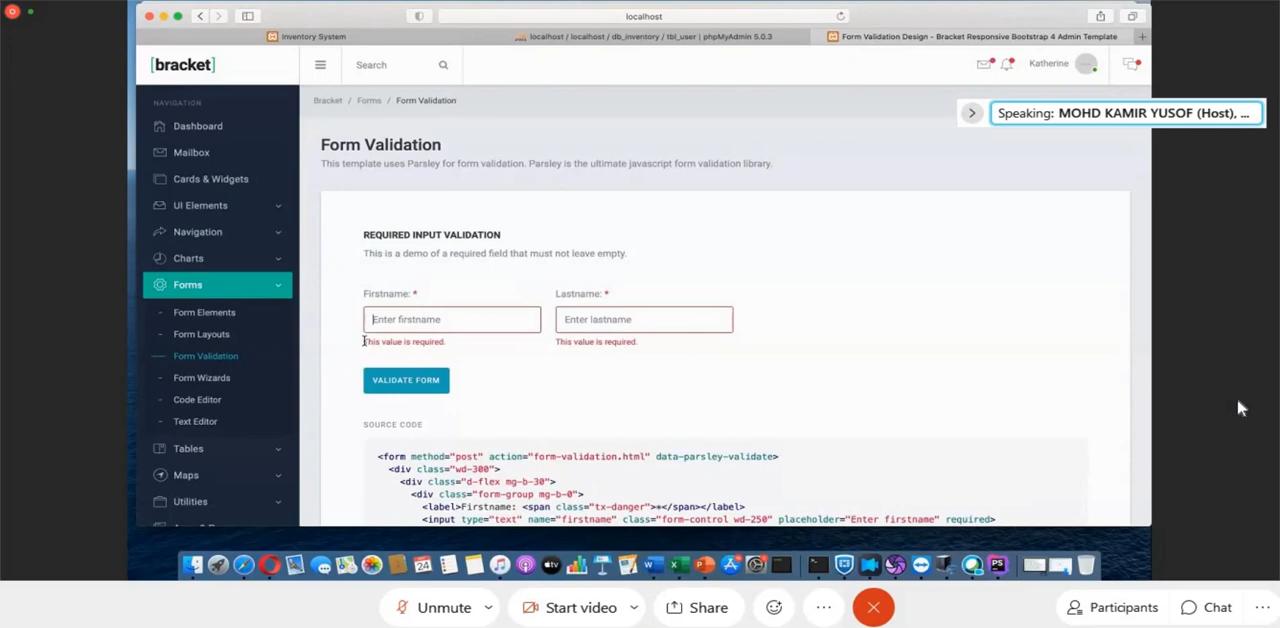 localhost
Inventory System
localhost / localhost / db_inventory / tbl_user | phpMyAdmin 5.0.3
Form Validation Design - Bracket Responsive Bootstrap 4 Admin Template
[bracket]
Search
Katherine
Speaking: MOHD KAMIR YUSOF (Host), ...
NAVIGATION
Dashboard
Mailbox
Cards & Widgets
UI Elements
Navigation
Charts
Forms
Form Elements
Form Layouts
Form Validation
Form Wizards
Code Editor
Text Editor
Tables
Maps
Utilities
Bracket / Forms / Form Validation
Form Validation
This template uses Parsley for form validation. Parsley is the ultimate javascript form validation library.
REQUIRED INPUT VALIDATION
This is a demo of a required field that must not leave empty.
Firstname: * Lastname: *
Enter firstname Enter lastname
This value is required. This value is required.
VALIDATE FORM
SOURCE CODE
<form method="post" action="form-validation.html" data-parsley-validate>
<div class="wd-300">
<div class="d-flex mg-b-30">
<div class="form-group mg-b-0">
<label>Firstname: <span class="tx-danger">*</span></label>
<input type="text" name="firstname" class="form-control wd-250" placeholder="Enter firstname" required>
24
tv
PS
Unmute Start video Share Participants Chat